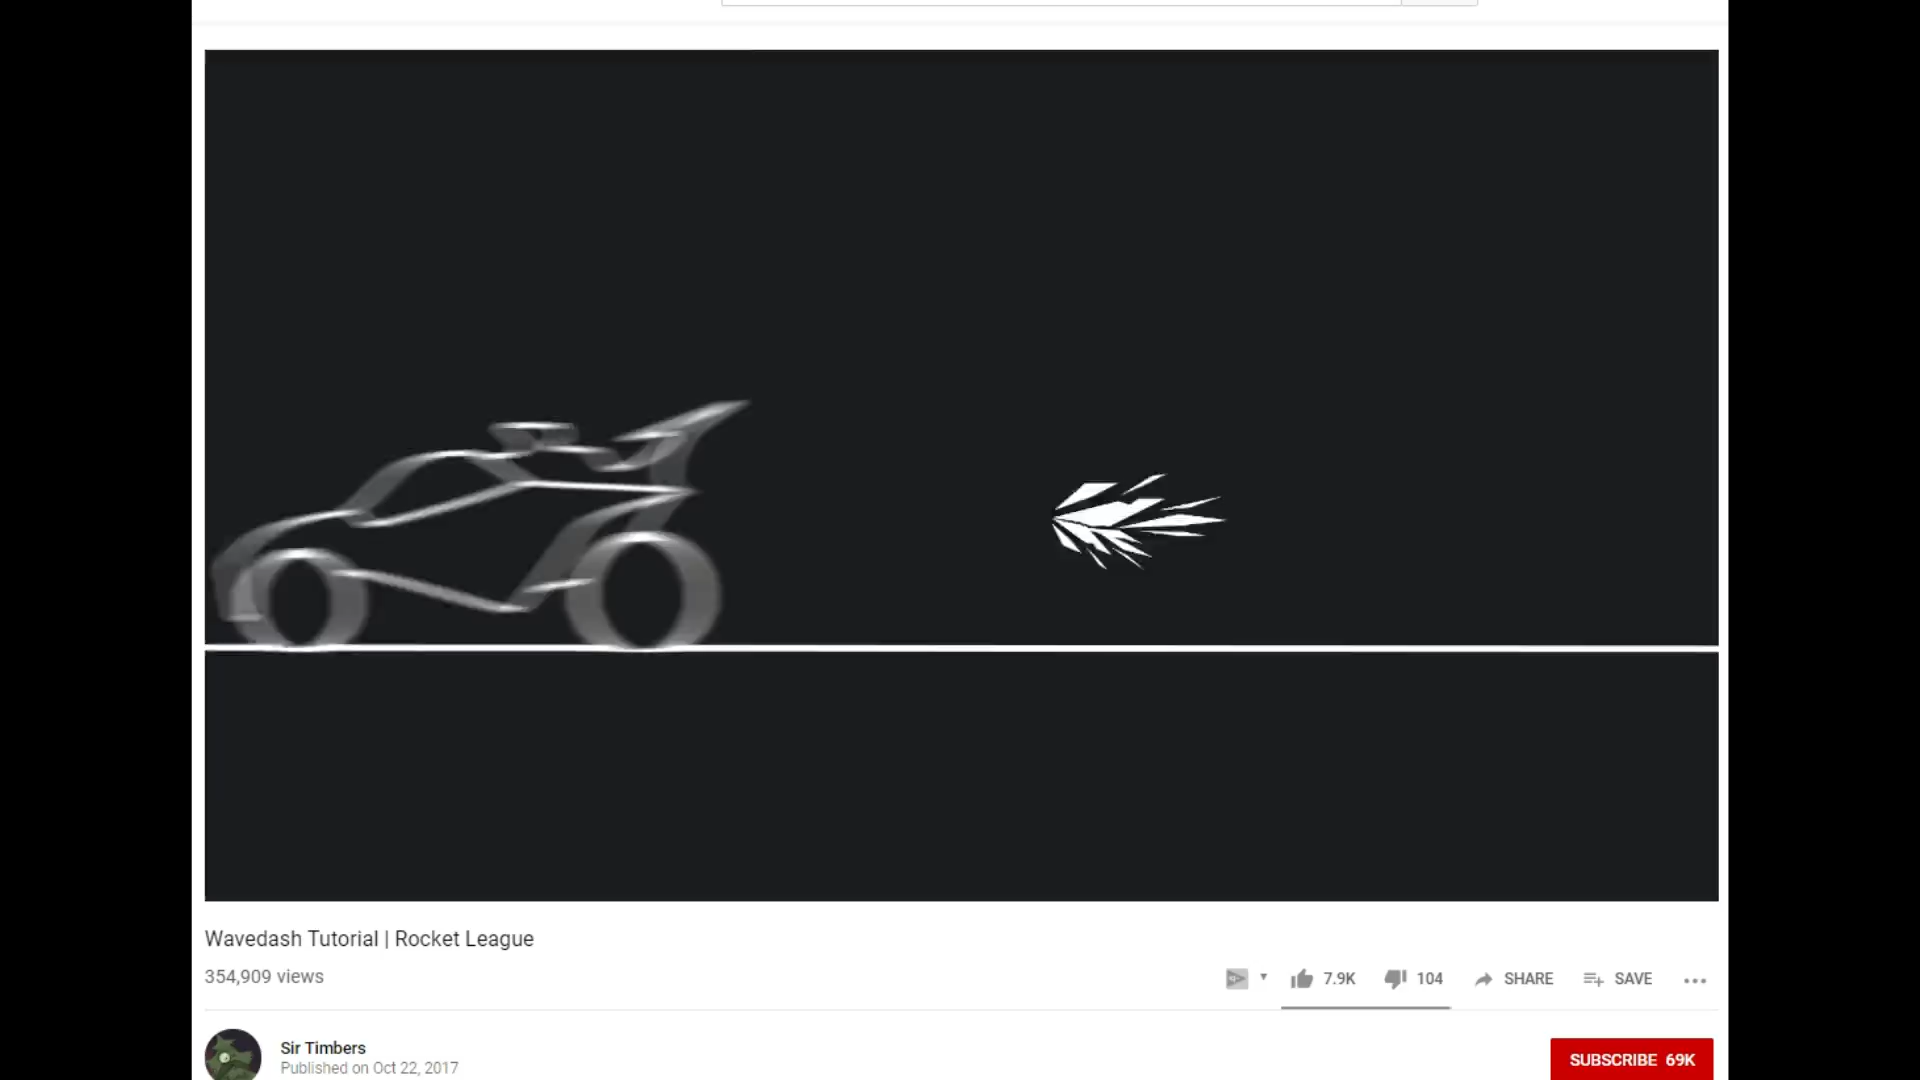 Wavedash Tutorial | Rocket League
354,909 views
7.9K
104
SHARE
SAVE
Sir Timbers
Published on Oct 22, 2017
SUBSCRIBE 69K